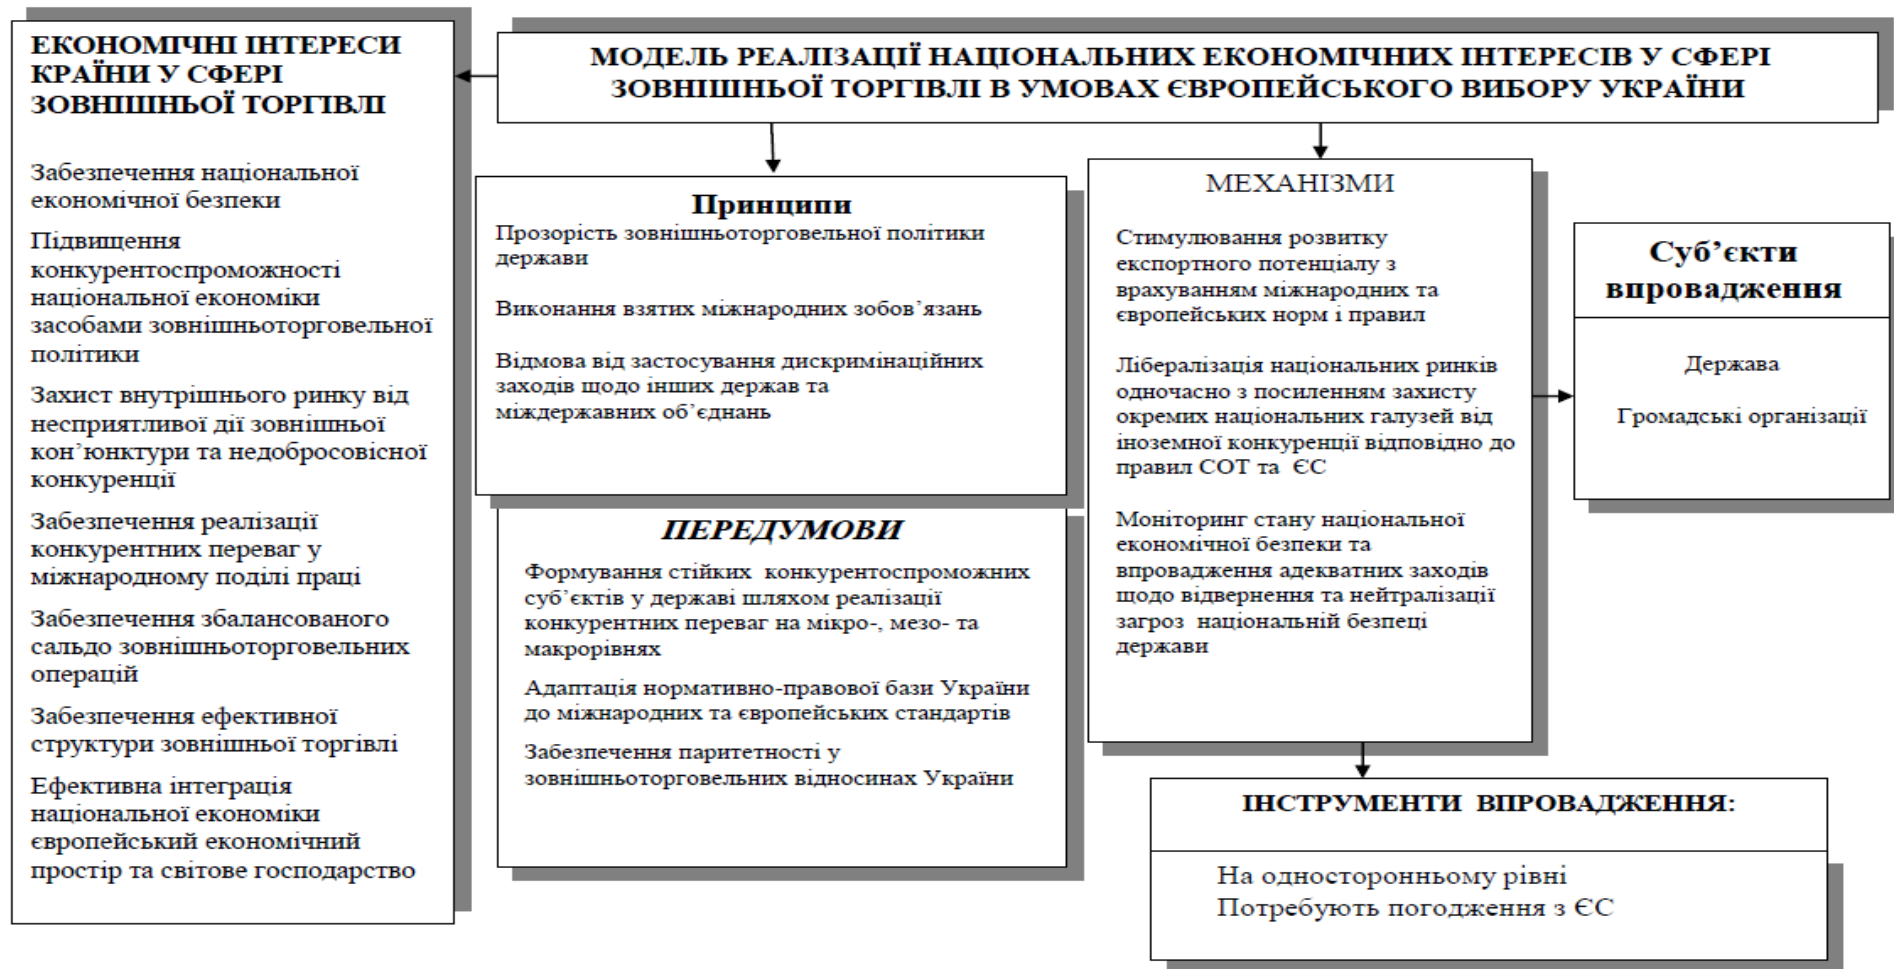 ЕКОНОМІЧНІ ІНТЕРЕСИ
КРАЇНИ У СФЕРІ
ЗОВНІШНЬОЇ ТОРГІВЛІ
Забезпечення національної
економічної безпеки
Підвищення
конкурентоспроможності
національної економіки
засобами зовнішньоторговельної
політики
Захист внутрішнього ринку від
несприятливої дії зовнішньої
кон’юнктури та недобросовісної
конкуренції
Забезпечення реалізації
конкурентних переваг у
міжнародному поділі праці
Забезпечення збалансованого
сальдо зовнішньоторговельних
операцій
Забезпечення ефективної
структури зовнішньої торгівлі
Ефективна інтеграція
національної економіки
європейський економічний
простір та світове господарство
МОДЕЛЬ РЕАЛІЗАЦІЇ НАЦІОНАЛЬНИХ ЕКОНОМІЧНИХ ІНТЕРЕСІВ У СФЕРІ
ЗОВНІШНЬОЇ ТОРГІВЛІ В УМОВАХ ЄВРОПЕЙСЬКОГО ВИБОРУ УКРАЇНИ
Принципи
Прозорість зовнішньоторговельної політики
держави
Виконання взятих міжнародних зобов’язань
Відмова від застосування дискримінаційних
заходів щодо інших держав та
міждержавних об’єднань
ПЕРЕДУМОВИ
Формування стійких конкурентоспроможних
суб’єктів у державі шляхом реалізації
конкурентних переваг на мікро-, мезо- та
макрорівнях
Адаптація нормативно-правової бази України
до міжнародних та європейських стандартів
Забезпечення паритетності у
зовнішньоторговельних відносинах України
МЕХАНІЗМИ
Стимулювання розвитку
експортного потенціалу з
врахуванням міжнародних та
європейських норм і правил
Лібералізація національних ринків
одночасно з посиленням захисту
окремих національних галузей від
іноземної конкуренції відповідно до
правил СОТ та ЄС
Моніторинг стану національної
економічної безпеки та
впровадження адекватних заходів
щодо відвернення та нейтралізації
загроз національній безпеці
держави
Суб’єкти
впровадження
Держава
Громадські організації
ІНСТРУМЕНТИ ВПРОВАДЖЕННЯ:
На односторонньому рівні
Потребують погодження з ЄС